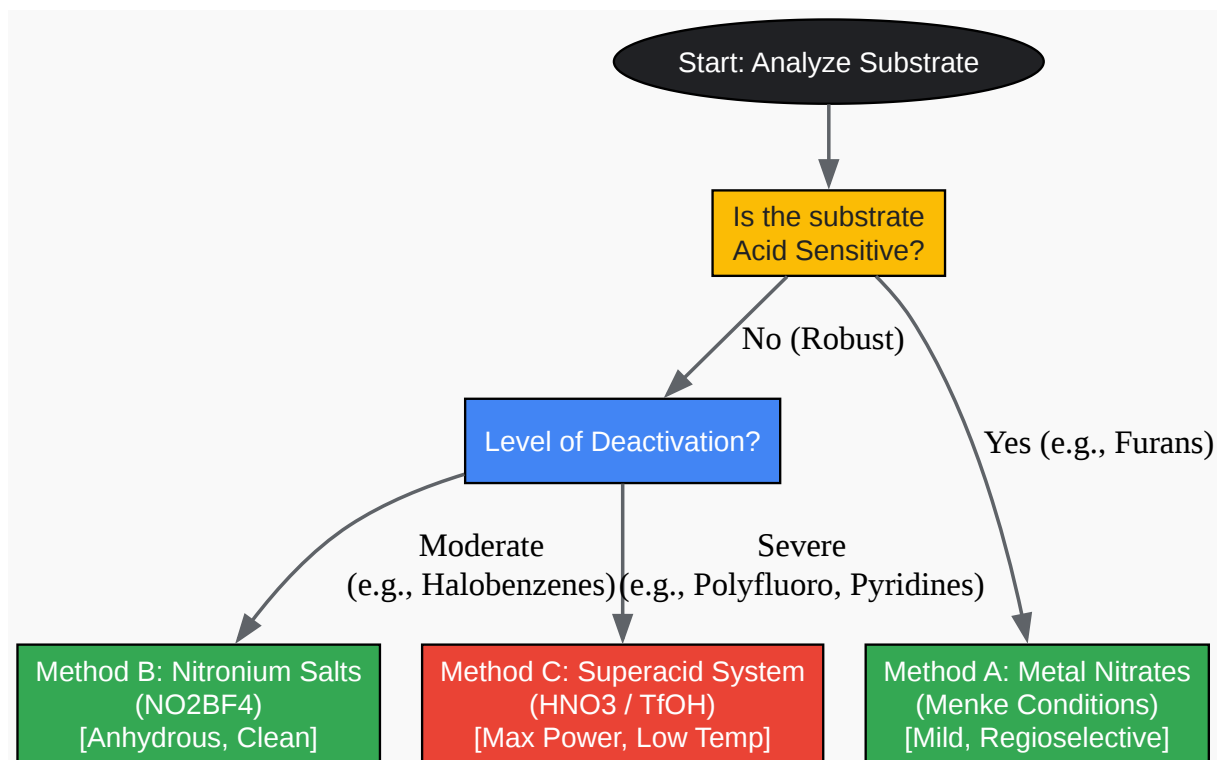 Start: Analyze Substrate
Is the substrate
Acid Sensitive?
No (Robust)
Level of Deactivation?
Yes (e.g., Furans)
Moderate
(e.g., Halobenzenes)
Severe
(e.g., Polyfluoro, Pyridines)
Method B: Nitronium Salts
(NO2BF4)
[Anhydrous, Clean]
Method C: Superacid System
(HNO3 / TfOH)
[Max Power, Low Temp]
Method A: Metal Nitrates
(Menke Conditions)
[Mild, Regioselective]